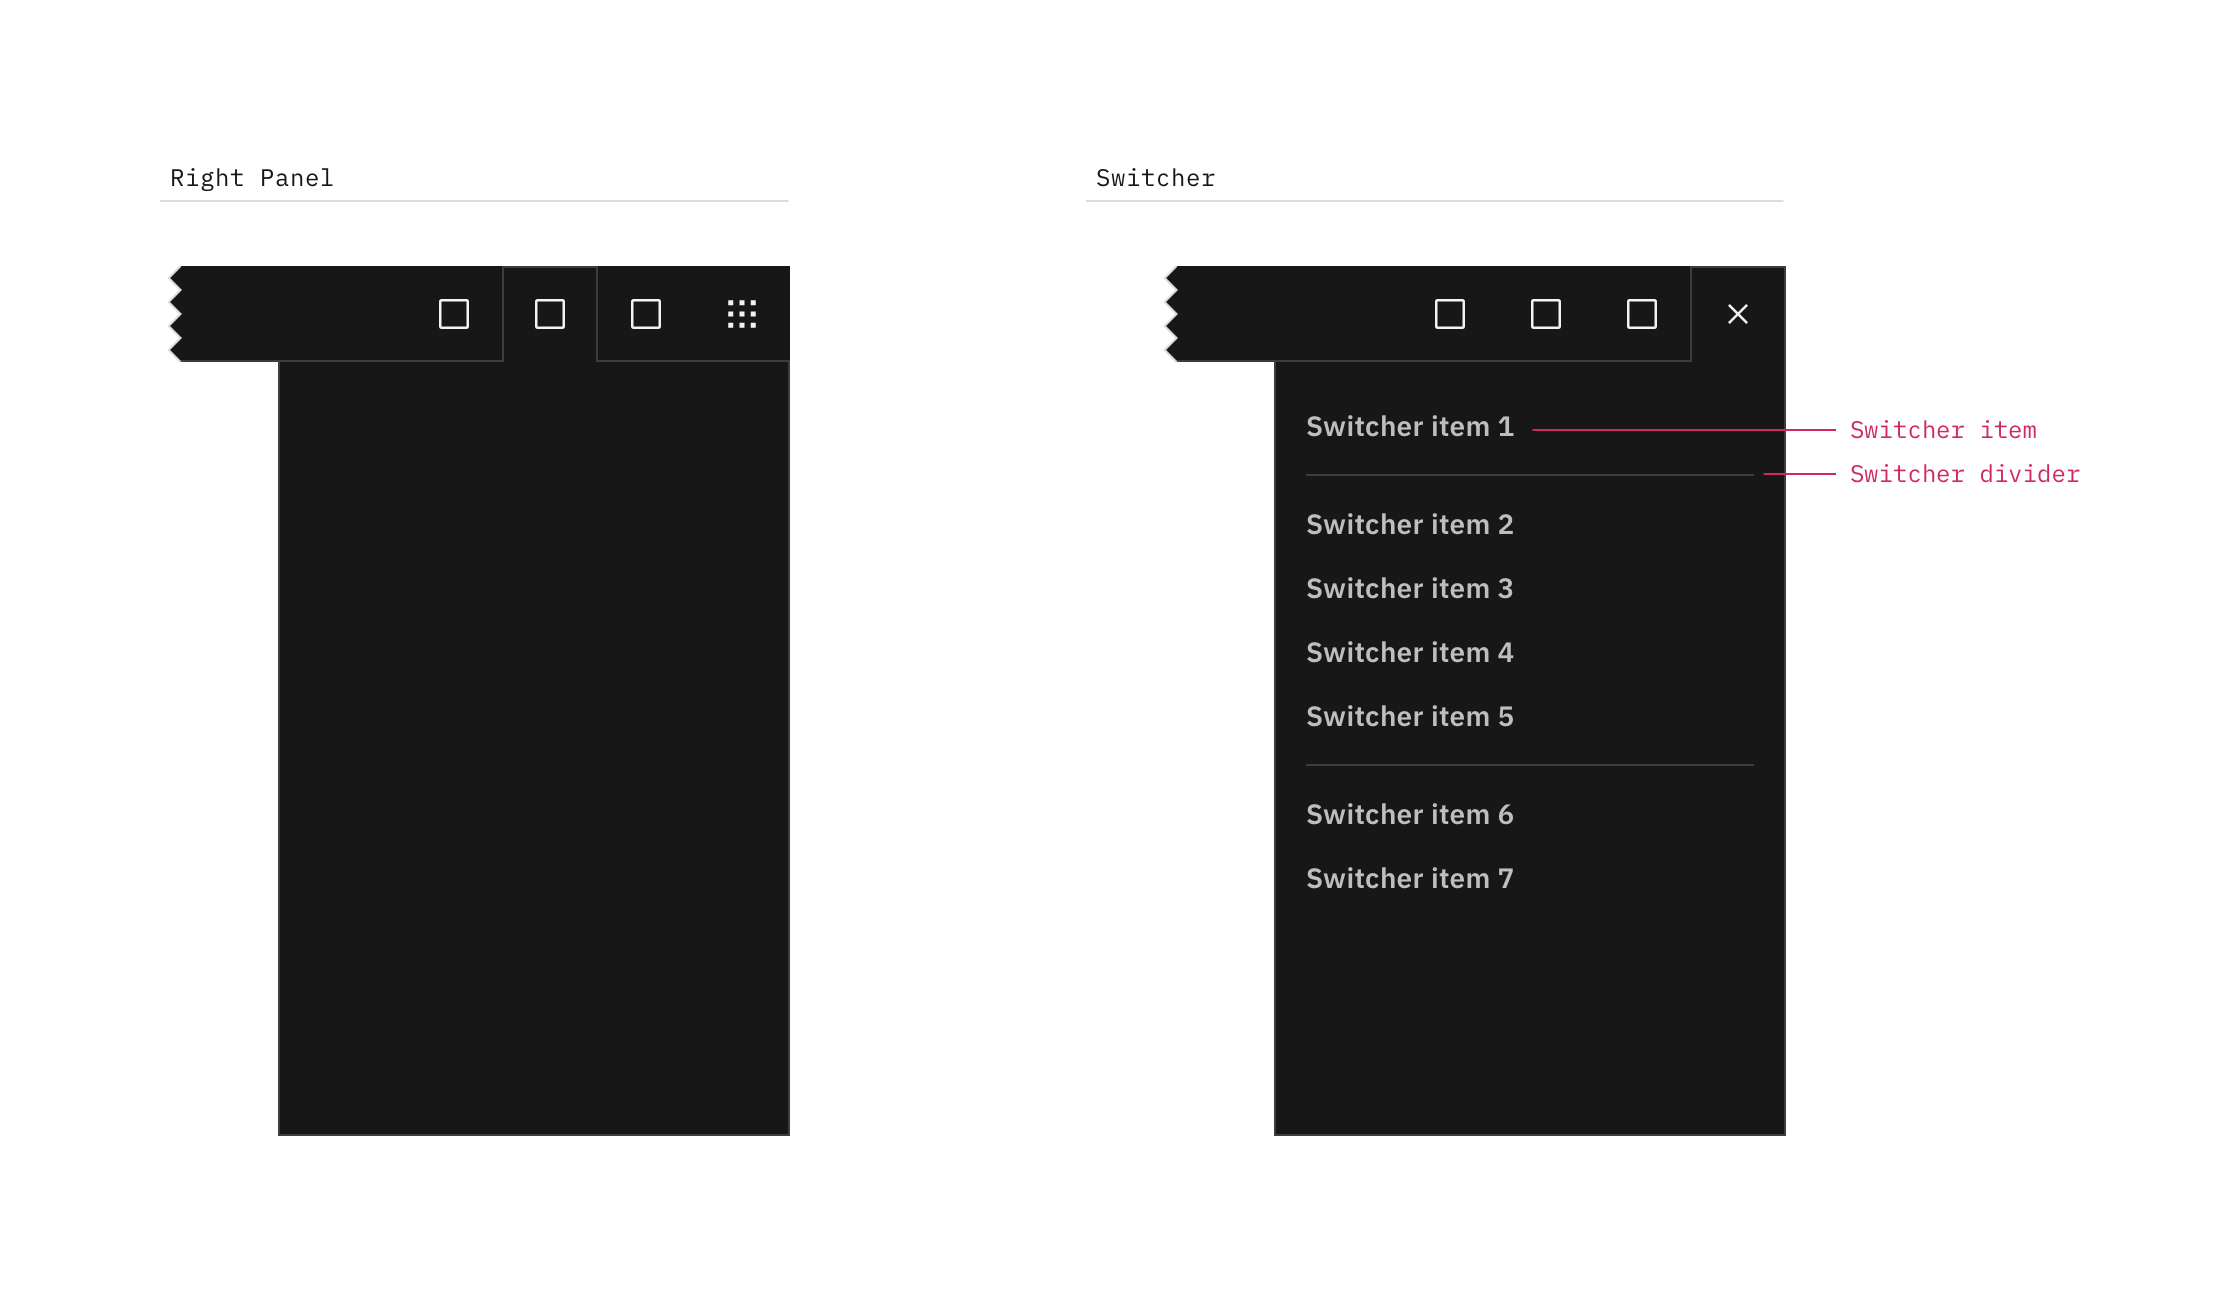 Right Panel
Switcher
Switcher item 1
Switcher item
Switcher divider
Switcher item 2
Switcher item 3
Switcher item 4
Switcher item 5
Switcher item 6
Switcher item 7